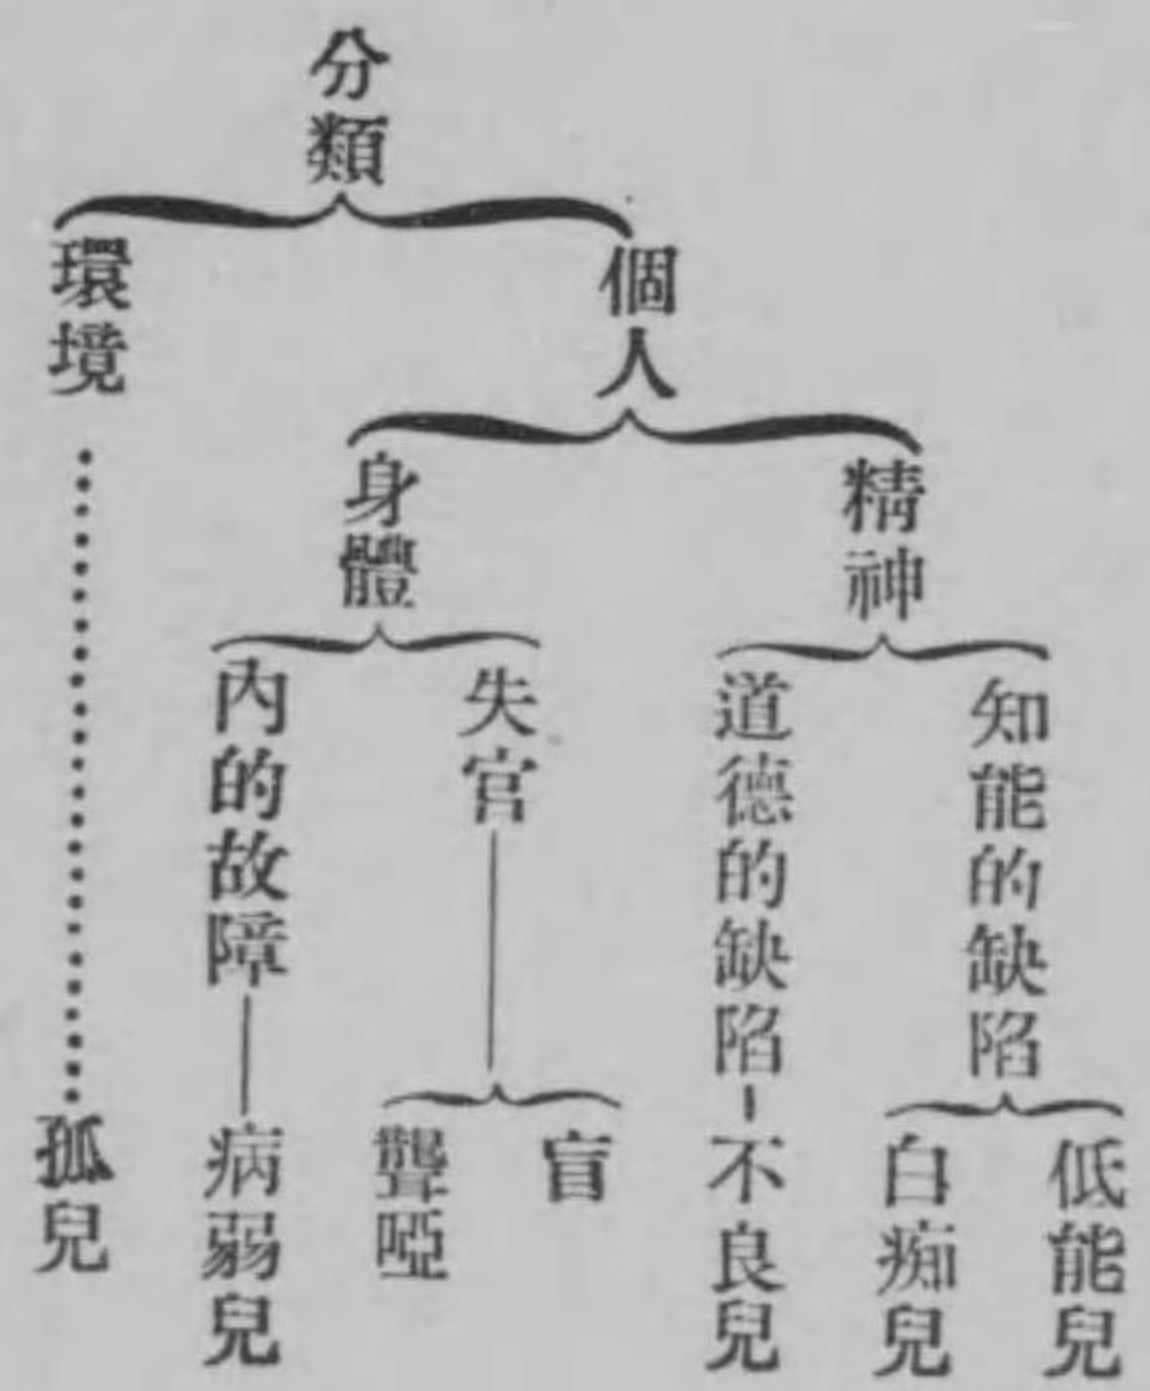 分類
個人
精神
知能的缺陷
低能兒
白痴兒
道德的缺陷
不良兒
身體
失官
盲
聾啞
內的故障
病弱兒
環境
孤兒